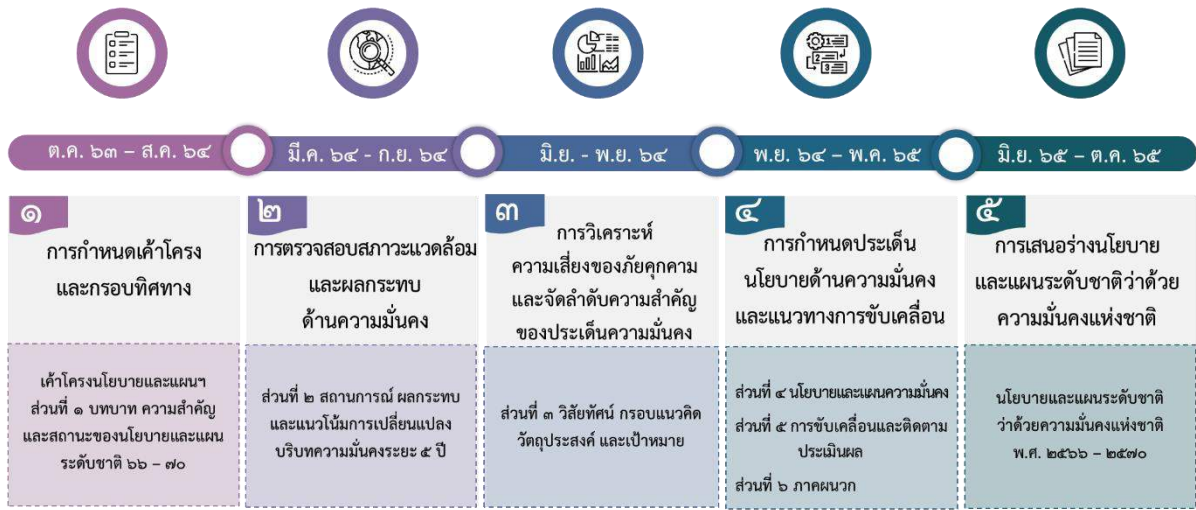 ต.ค. ๖๓ – ส.ค. ๖๔
มี.ค. ๖๔ - ก.ย. ๖๔
มิ.ย. - พ.ย. ๖๔
พ.ย. ๖๔ – พ.ค. ๖๕
มิ.ย. ๖๕ – ต.ค. ๖๕
๑
การกำหนดเค้าโครง
และกรอบทิศทาง
เค้าโครงนโยบายและแผนฯ
ส่วนที่ ๑ บทบาท ความสำคัญ
และสถานะของนโยบายและแผน
ระดับชาติ ๖๖ – ๗๐
๒
การตรวจสอบสภาวะแวดล้อม
และผลกระทบ
ด้านความมั่นคง
ส่วนที่ ๒ สถานการณ์ ผลกระทบ
และแนวโน้มการเปลี่ยนแปลง
บริบทความมั่นคงระยะ ๕ ปี
๓
การวิเคราะห์
ความเสี่ยงของภัยคุกคาม
และจัดลำดับความสำคัญ
ของประเด็นความมั่นคง
ส่วนที่ ๓ วิสัยทัศน์ กรอบแนวคิด
วัตถุประสงค์ และเป้าหมาย
๔
การกำหนดประเด็น
นโยบายด้านความมั่นคง
และแนวทางการขับเคลื่อน
ส่วนที่ ๔ นโยบายและแผนความมั่นคง
ส่วนที่ ๕ การขับเคลื่อนและติดตาม
ประเมินผล
ส่วนที่ ๖ ภาคผนวก
๕
การเสนอร่างนโยบาย
และแผนระดับชาติว่าด้วย
ความมั่นคงแห่งชาติ
นโยบายและแผนระดับชาติ
ว่าด้วยความมั่นคงแห่งชาติ
พ.ศ. ๒๕๖๖ – ๒๕๗๐